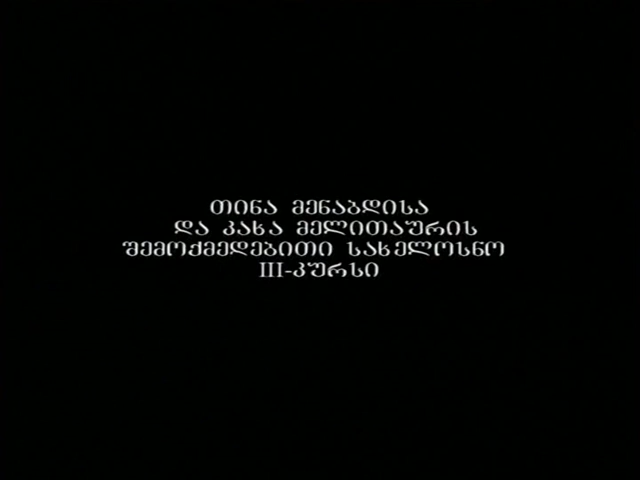 თინა მენაბდისა
და კახა მელითაურის
შემოქმედებითი სახელოსნო
III-კურსი